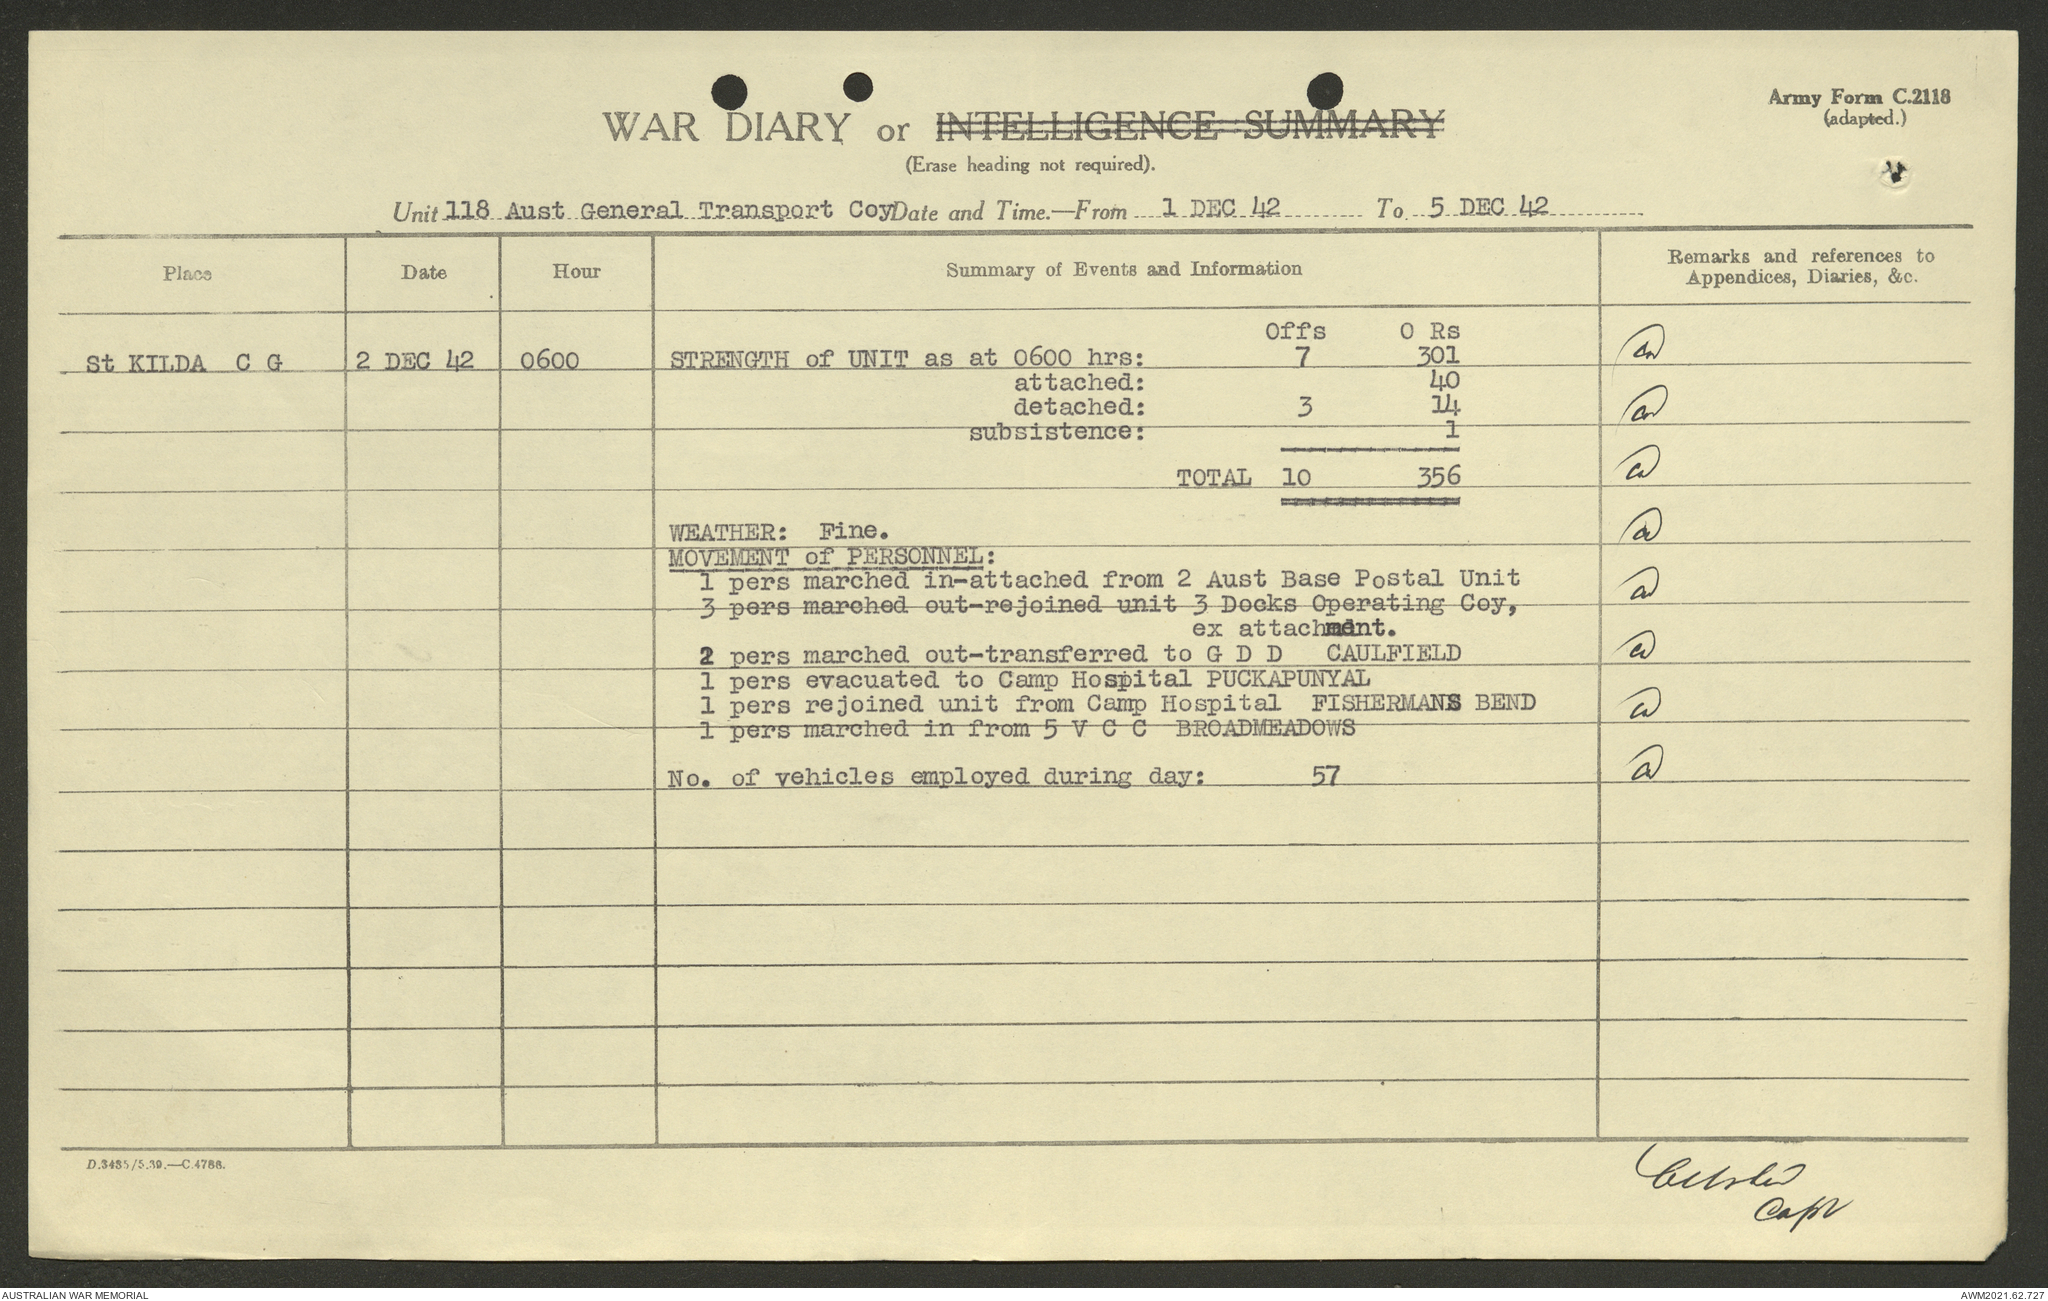 Army Form C.2118
(adapted.)
WAR DIARY or INTELLIGENCE SUMMARY
(Erase heading not required).
Unit 118 Aust General Transport Coy Date and Time.—From 1 DEC 42 To 5 DEC 42
Place Date Hour Summary of Events and Information Remarks and references to
Appendices, Diaries, &c.
Offs O Rs
St KILDA C G 2 DEC 42 0600 STRENGTH of UNIT as at 0600 hrs: 7 301
attached: 40
detached: 3 14
subsistence: 1
TOTAL 10 356
WEATHER: Fine.
MOVEMENT of PERSONNEL:
1 pers marched in-attached from 2 Aust Base Postal Unit
3 pers marched out-rejoined unit 3 Docks Operating Coy,
ex attachment.
2 pers marched out-transferred to G D D CAULFIELD
1 pers evacuated to Camp Hospital PUCKAPUNYAL
1 pers rejoined unit from Camp Hospital FISHERMANS BEND
1 pers marched in from 5 V C C BROADMEADOWS
No. of vehicles employed during day: 57
D.3435/5.39.—C.4788.
Capt
AUSTRALIAN WAR MEMORIAL
AWM2021.62.727